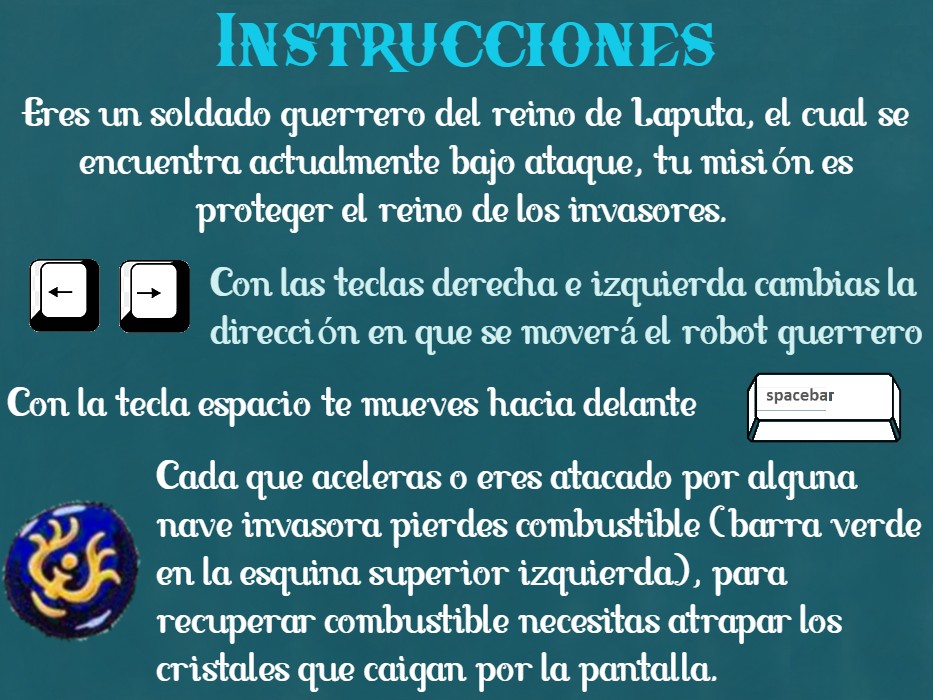 Instrucciones
Eres un soldado guerrero del reino de Laputa, el cual se
encuentra actualmente bajo ataque, tu misión es
proteger el reino de los invasores.
← → Con las teclas derecha e izquierda cambias la
dirección en que se moverá el robot guerrero
Con la tecla espacio te mueves hacia delante
spacebar
Cada que aceleras o eres atacado por alguna
nave invasora pierdes combustible (barra verde
en la esquina superior izquierda), para
recuperar combustible necesitas atrapar los
cristales que caigan por la pantalla.